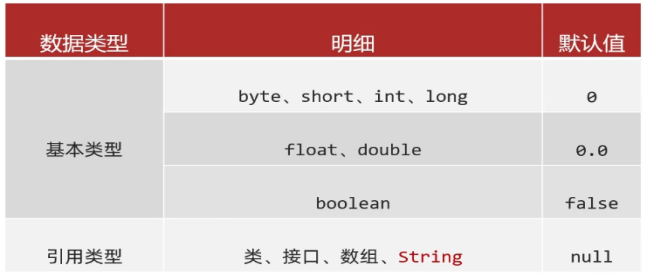 数据类型 明细 默认值
byte、short、int、long 0
基本类型 float、double 0.0
boolean false
引用类型 类、接口、数组、String null